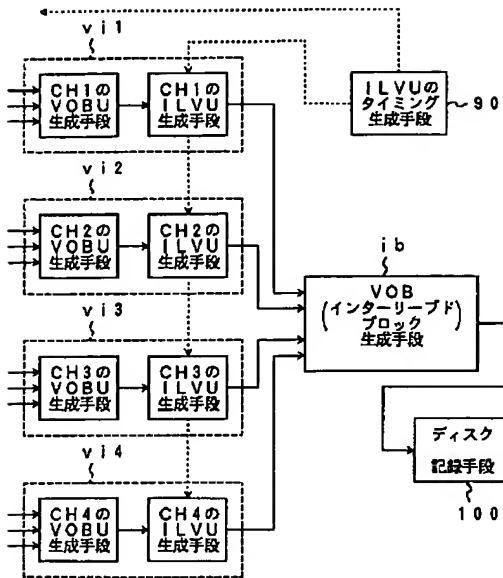 vi1
CH1の
VOBU
生成手段
CH1の
ILVU
生成手段
ILVUの
タイミング
生成手段
90
vi2
CH2の
VOBU
生成手段
CH2の
ILVU
生成手段
ib
VOB
(インターリーブド
ブロック)
生成手段
vi3
CH3の
VOBU
生成手段
CH3の
ILVU
生成手段
ディスク
記録手段
100
vi4
CH4の
VOBU
生成手段
CH4の
ILVU
生成手段